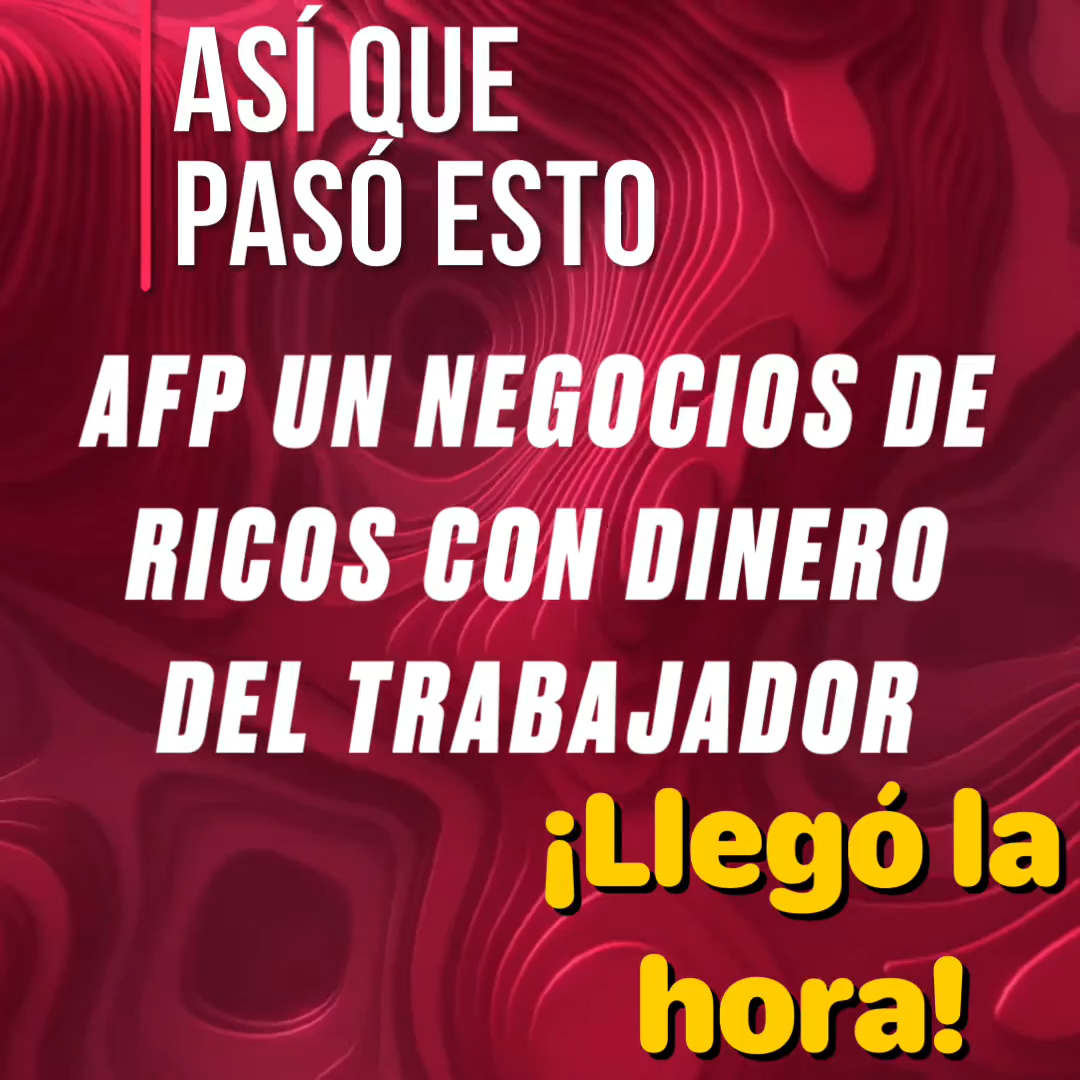 ASÍ QUE
PASÓ ESTO
AFP UN NEGOCIOS DE
RICOS CON DINERO
DEL TRABAJADOR
¡Llegó la
hora!